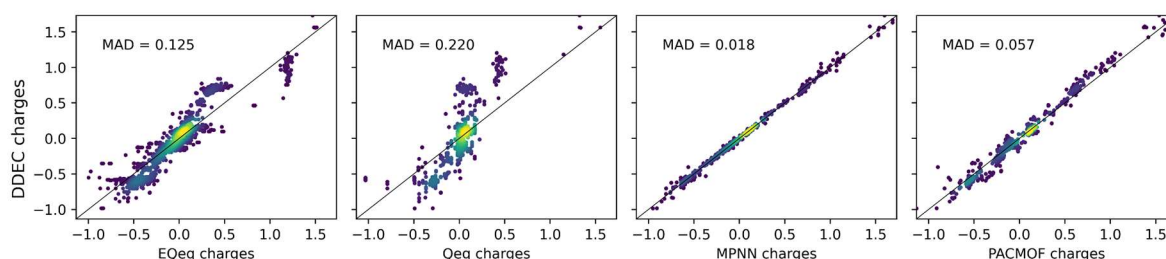 DDEC charges
1.5
1.0
0.5
0.0
−0.5
−1.0
MAD = 0.125
MAD = 0.220
MAD = 0.018
MAD = 0.057
−1.0 −0.5 0.0 0.5 1.0 1.5
−1.0 −0.5 0.0 0.5 1.0 1.5
−1.0 −0.5 0.0 0.5 1.0 1.5
−1.0 −0.5 0.0 0.5 1.0 1.5
EQeq charges
Qeq charges
MPNN charges
PACMOF charges